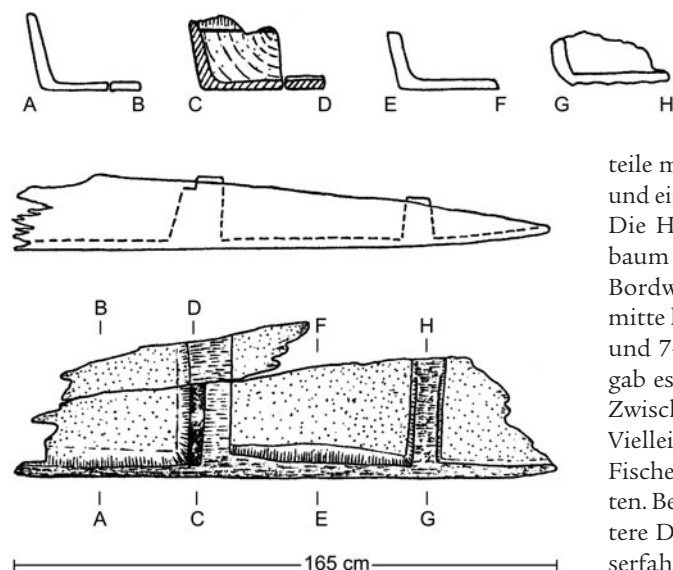 A B C D E F G H
teile m
und ei
Die H
baum
Bordw
mitte l
und 7-
gab es
Zwisch
Viellei
Fische
ten. Be
tere D
serfah
B D F H
A C E G
165 cm